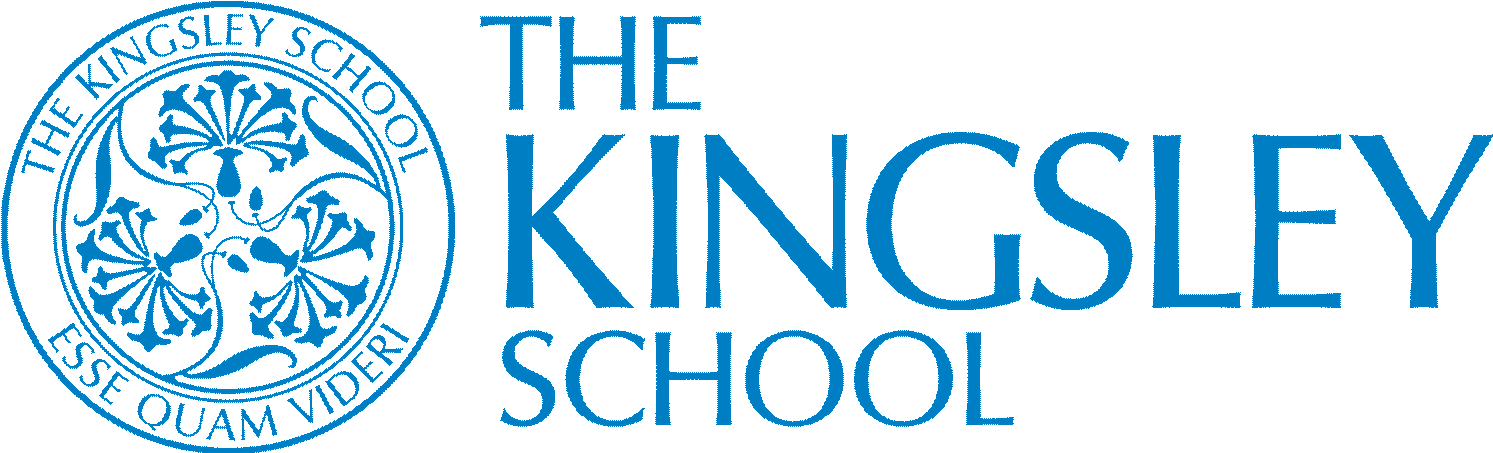 THE KINGSLEY SCHOOL
ESSE QUAM VIDERI
THE
KINGSLEY
SCHOOL